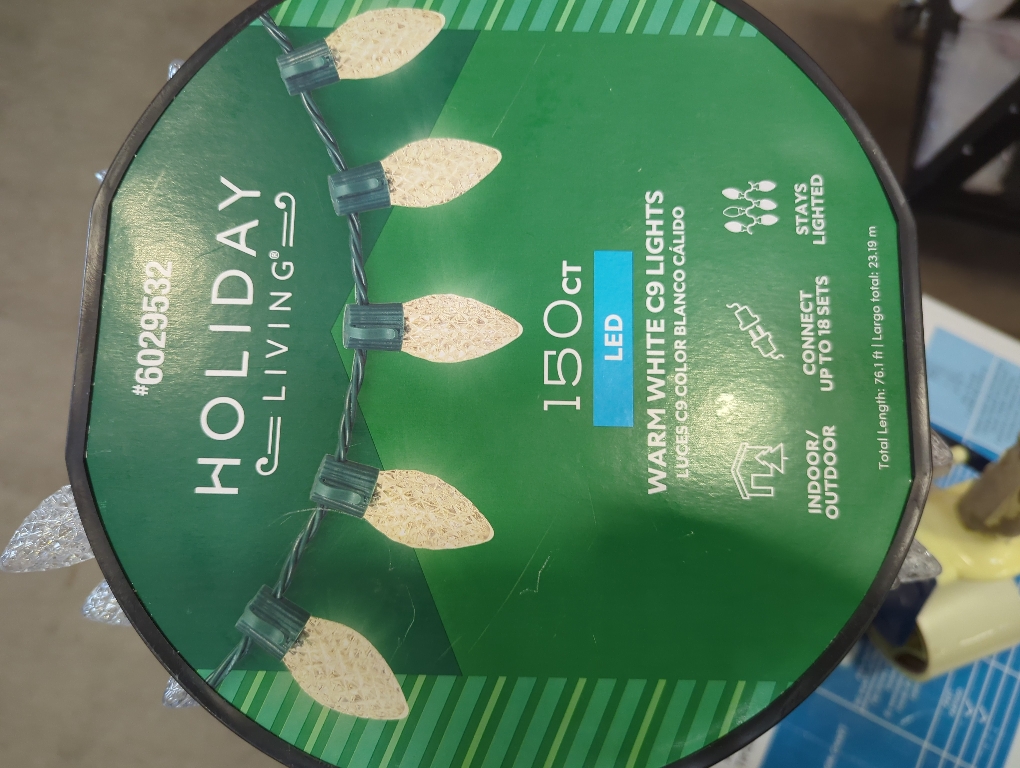 #6029532
HOLIDAY
LIVING®
150CT
LED
WARM WHITE C9 LIGHTS
LUCES C9 COLOR BLANCO CÁLIDO
INDOOR/
OUTDOOR
CONNECT
UP TO 18 SETS
STAYS
LIGHTED
Total Length: 76.1 ft | Largo total: 23.19 m